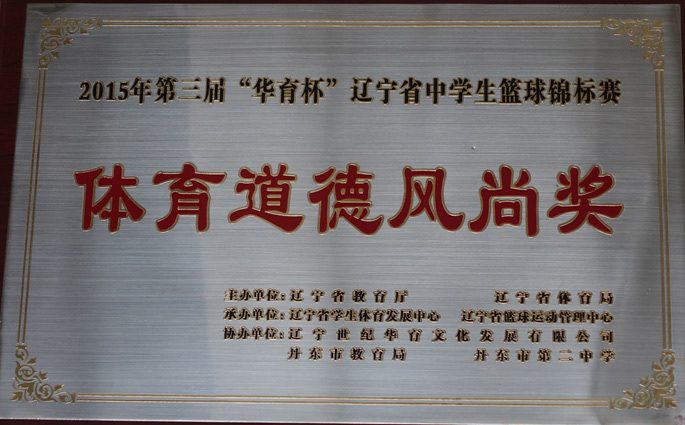 2015年第三届“华育杯”辽宁省中学生篮球锦标赛
体育道德风尚奖
主办单位:辽宁省教育厅 辽宁省体育局
承办单位:辽宁省学生体育发展中心 辽宁省篮球运动管理中心
协办单位:辽宁世纪华育文化发展有限公司
丹东市教育局 丹东市第二中学